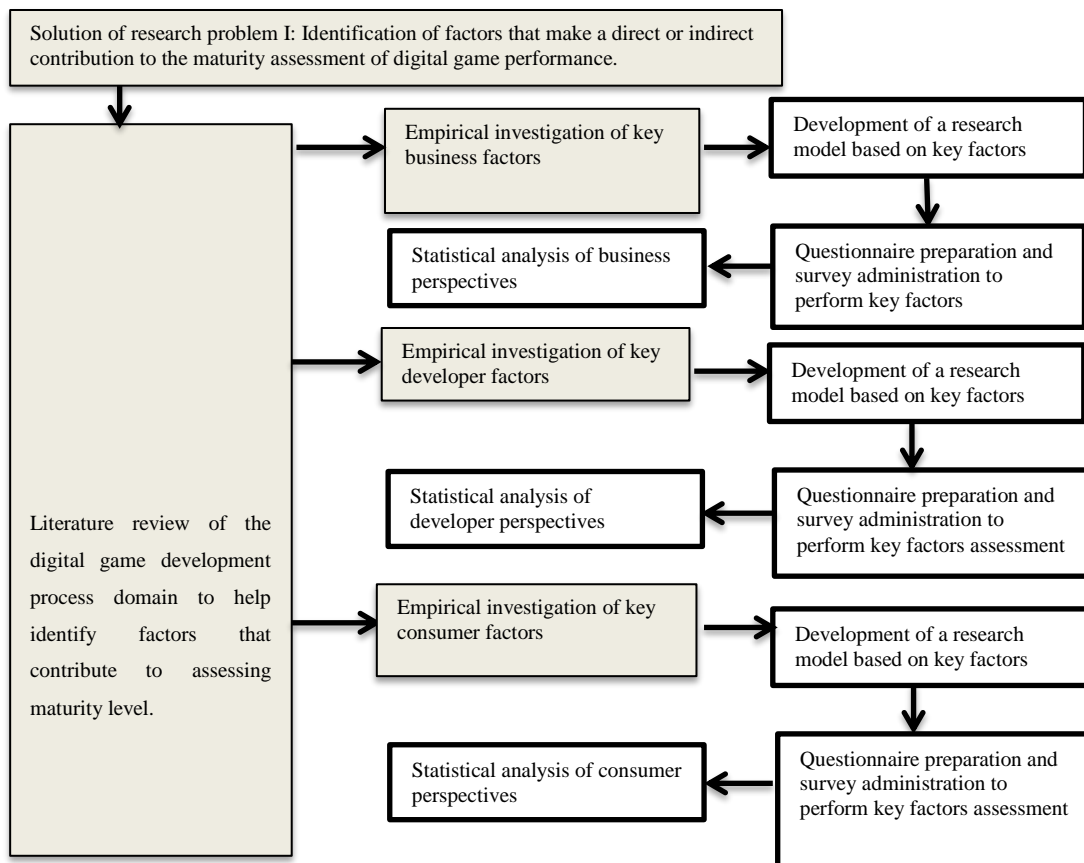 Solution of research problem I: Identification of factors that make a direct or indirect
contribution to the maturity assessment of digital game performance.
Empirical investigation of key
business factors
Development of a research
model based on key factors
Statistical analysis of business
perspectives
Questionnaire preparation and
survey administration to
perform key factors
Empirical investigation of key
developer factors
Development of a research
model based on key factors
Statistical analysis of
developer perspectives
Questionnaire preparation and
survey administration to
perform key factors assessment
Literature review of the
digital game development
process domain to help
identify factors that
contribute to assessing
maturity level.
Empirical investigation of key
consumer factors
Development of a research
model based on key factors
Statistical analysis of consumer
perspectives
Questionnaire preparation and
survey administration to
perform key factors assessment